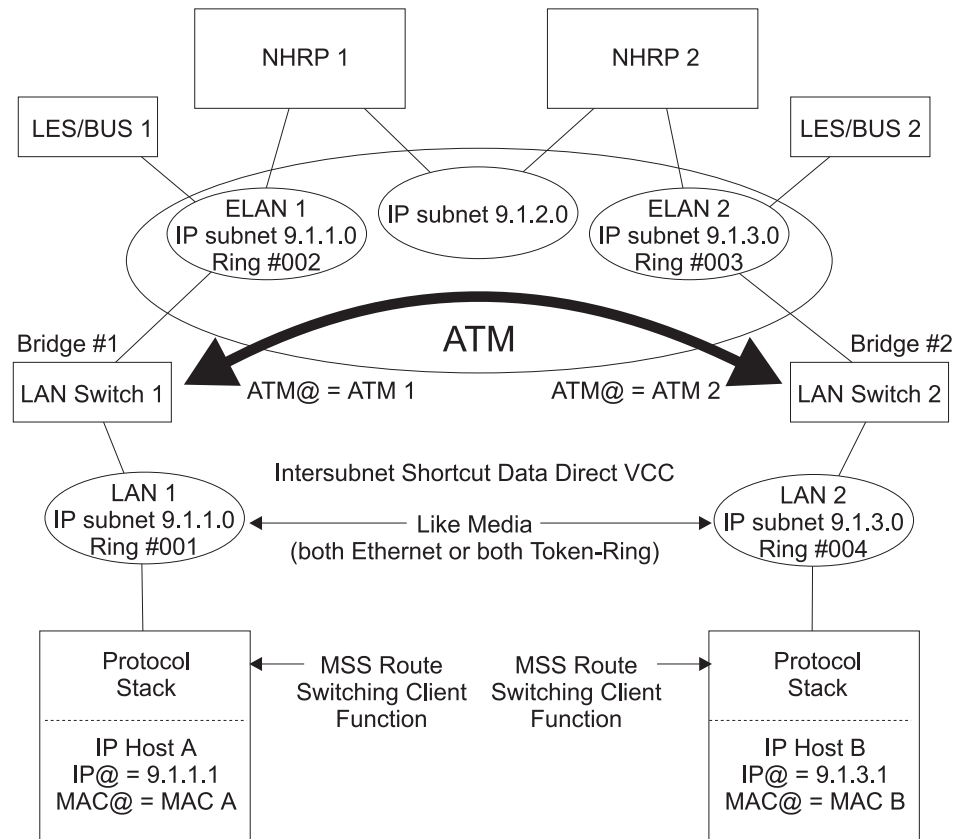 NHRP 1
NHRP 2
LES/BUS 1
LES/BUS 2
ELAN 1
IP subnet 9.1.1.0
Ring #002
IP subnet 9.1.2.0
ELAN 2
IP subnet 9.1.3.0
Ring #003
ATM
Bridge #1
Bridge #2
LAN Switch 1
ATM@ = ATM 1
ATM@ = ATM 2
LAN Switch 2
Intersubnet Shortcut Data Direct VCC
LAN 1
IP subnet 9.1.1.0
Ring #001
Like Media
(both Ethernet or both Token-Ring)
LAN 2
IP subnet 9.1.3.0
Ring #004
Protocol
Stack
MSS Route
Switching Client
Function
MSS Route
Switching Client
Function
Protocol
Stack
IP Host A
IP@ = 9.1.1.1
MAC@ = MAC A
IP Host B
IP@ = 9.1.3.1
MAC@ = MAC B